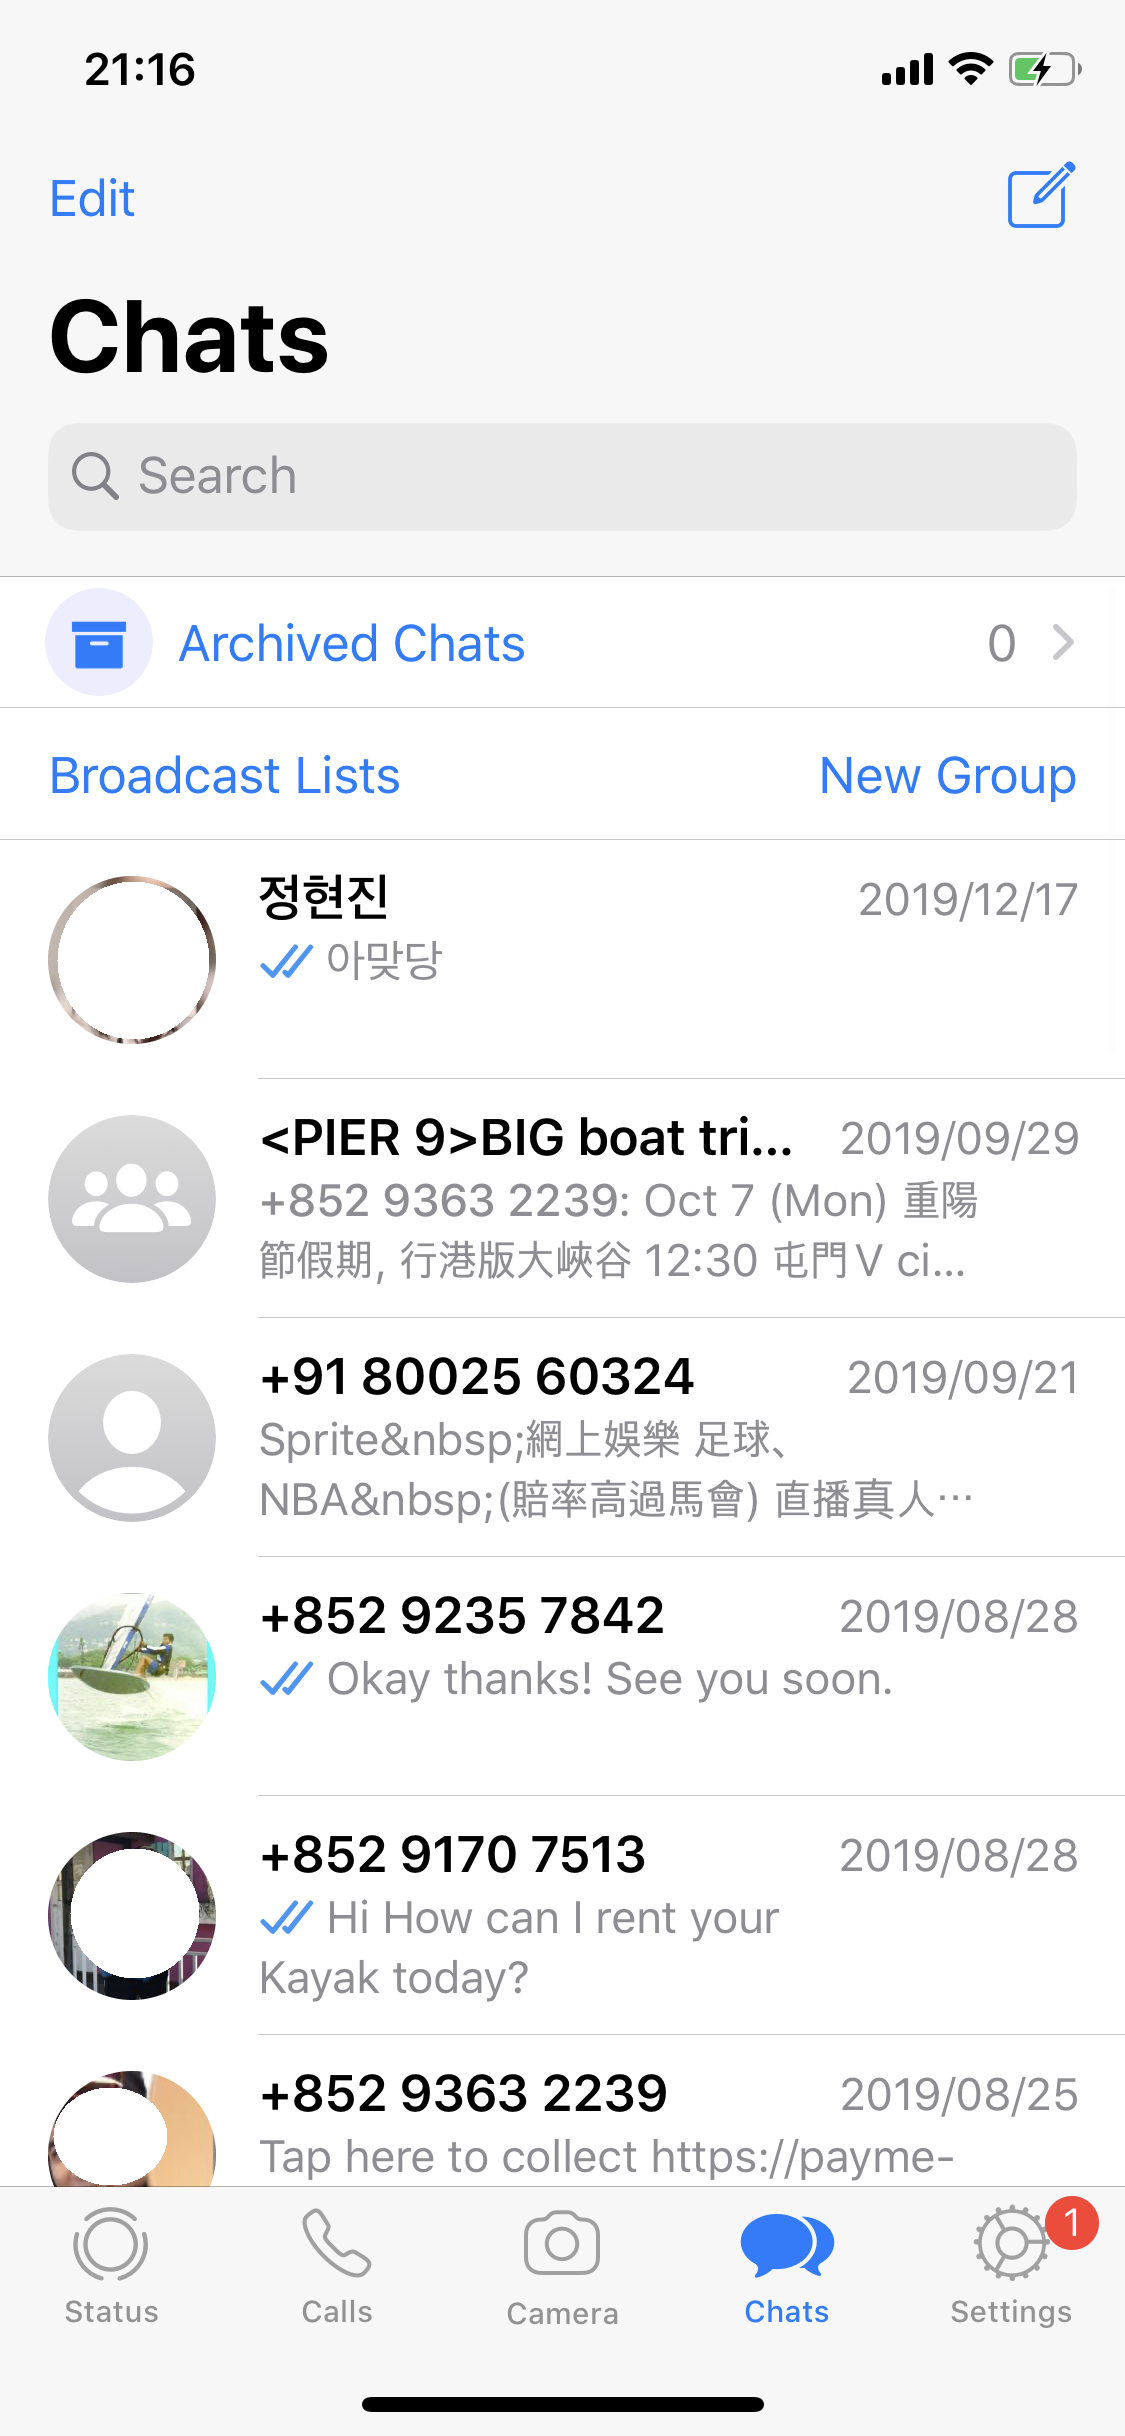 21:16
Edit
Chats
Search
Archived Chats 0
Broadcast Lists New Group
정현진 2019/12/17
아맞당
<PIER 9>BIG boat tri... 2019/09/29
+852 9363 2239: Oct 7 (Mon) 重陽
節假期, 行港版大峽谷 12:30 屯門V ci...
+91 80025 60324 2019/09/21
Sprite&nbsp;網上娛樂 足球、
NBA&nbsp;(賠率高過馬會) 直播真人…
+852 9235 7842 2019/08/28
Okay thanks! See you soon.
+852 9170 7513 2019/08/28
Hi How can I rent your
Kayak today?
+852 9363 2239 2019/08/25
Tap here to collect https://payme-
1
Status Calls Camera Chats Settings